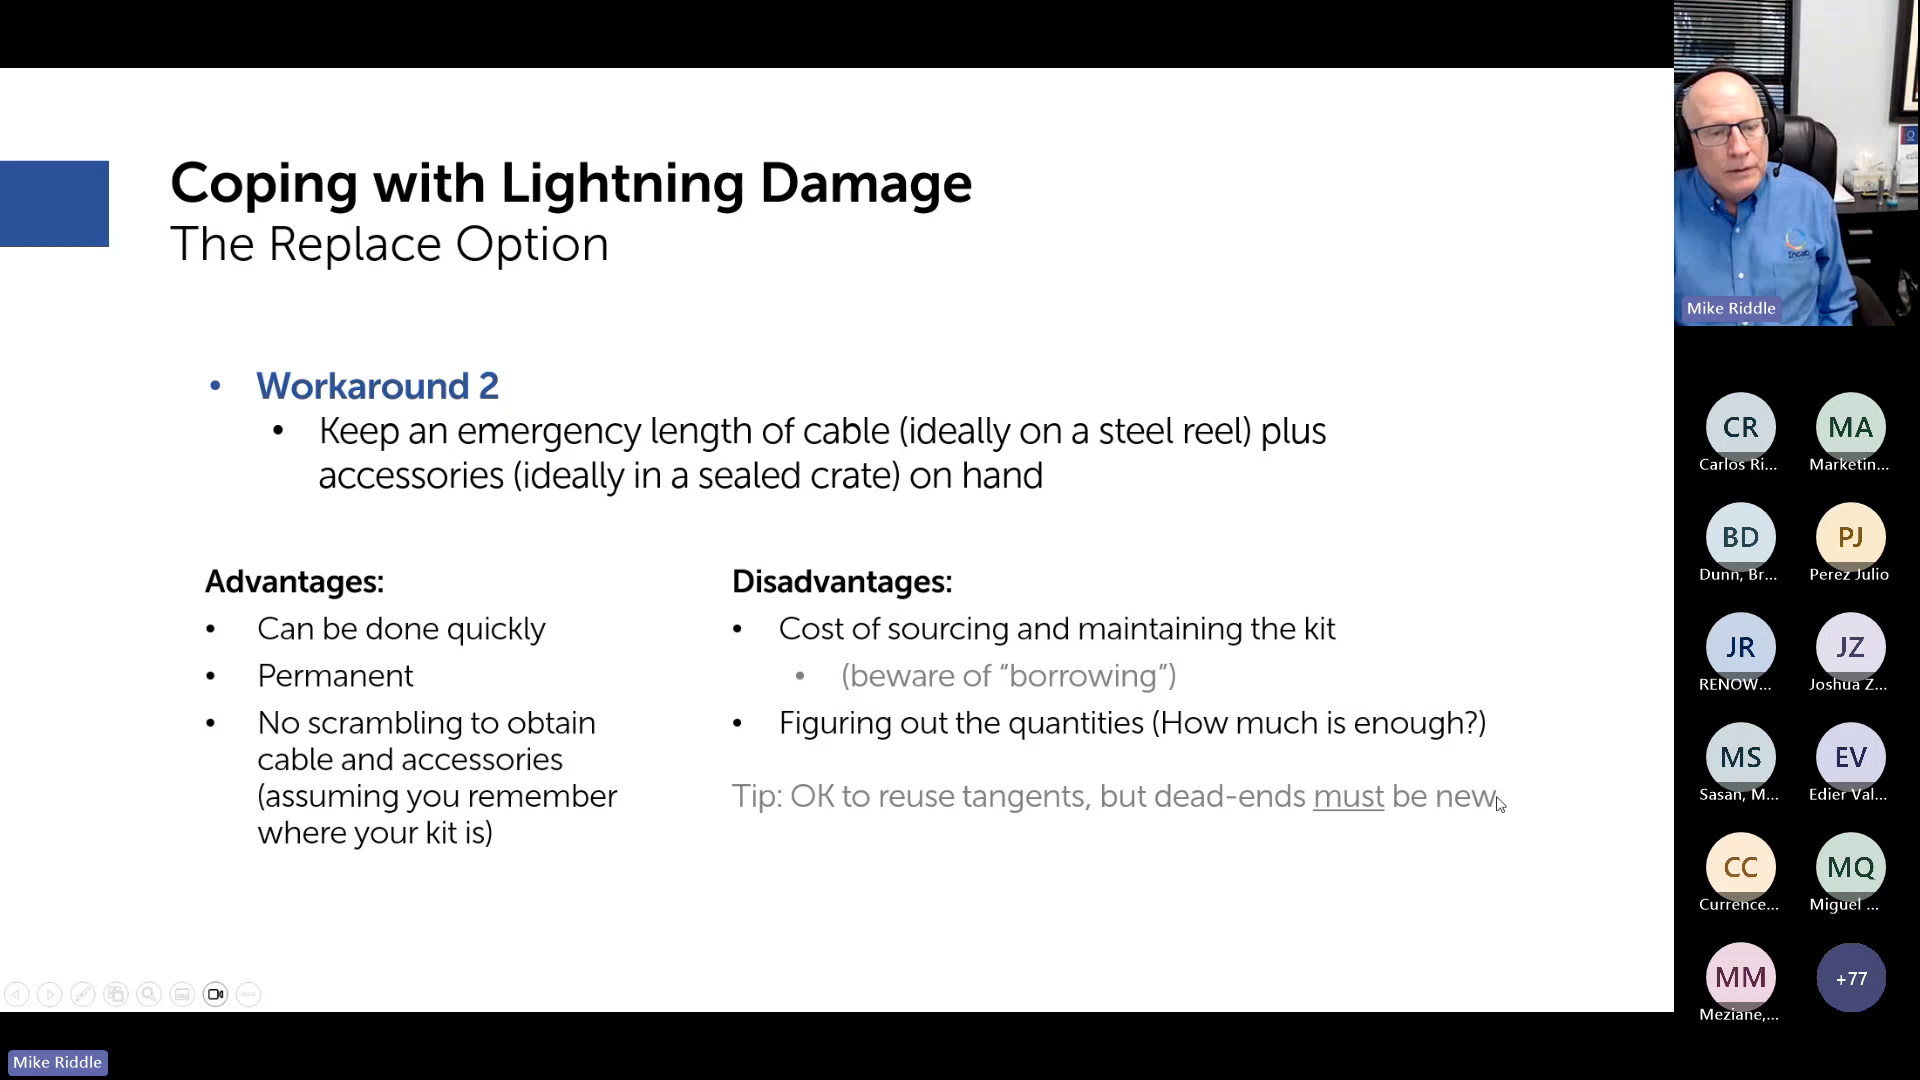 Coping with Lightning Damage
The Replace Option
• Workaround 2
• Keep an emergency length of cable (ideally on a steel reel) plus
accessories (ideally in a sealed crate) on hand
Advantages:
• Can be done quickly
• Permanent
• No scrambling to obtain
cable and accessories
(assuming you remember
where your kit is)
Disadvantages:
• Cost of sourcing and maintaining the kit
• (beware of “borrowing”)
• Figuring out the quantities (How much is enough?)
Tip: OK to reuse tangents, but dead-ends must be new
Incab
Mike Riddle
CR
Carlos Ri...
MA
Marketin...
BD
Dunn, Br...
PJ
Perez Julio
JR
RENOW...
JZ
Joshua Z...
MS
Sasan, M...
EV
Edier Val...
CC
Currence...
MQ
Miguel ...
MM
Meziane,...
+77
Mike Riddle